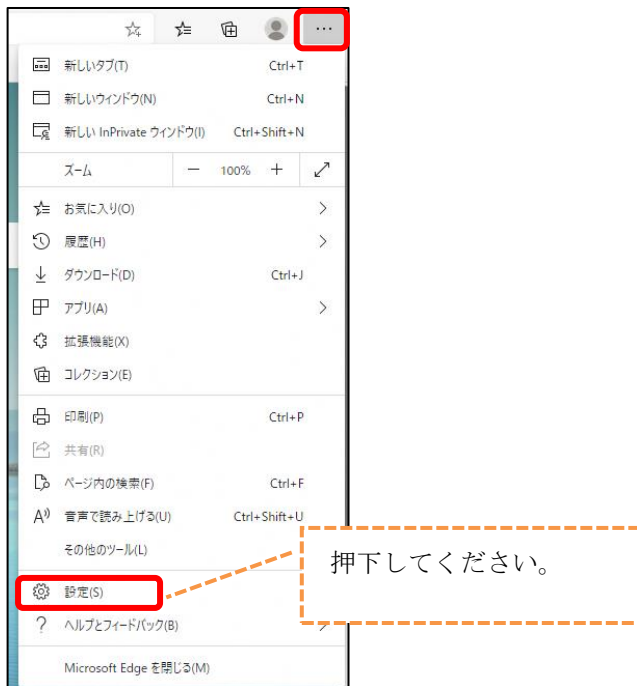 新しいタブ(T) Ctrl+T
新しいウィンドウ(N) Ctrl+N
新しい InPrivate ウィンドウ(I) Ctrl+Shift+N
ズーム － 100% ＋
お気に入り(O)
履歴(H)
ダウンロード(D) Ctrl+J
アプリ(A)
拡張機能(X)
コレクション(E)
印刷(P) Ctrl+P
共有(R)
ページ内の検索(F) Ctrl+F
音声で読み上げる(U) Ctrl+Shift+U
その他のツール(L)
押下してください。
設定(S)
ヘルプとフィードバック(B)
Microsoft Edge を閉じる(M)